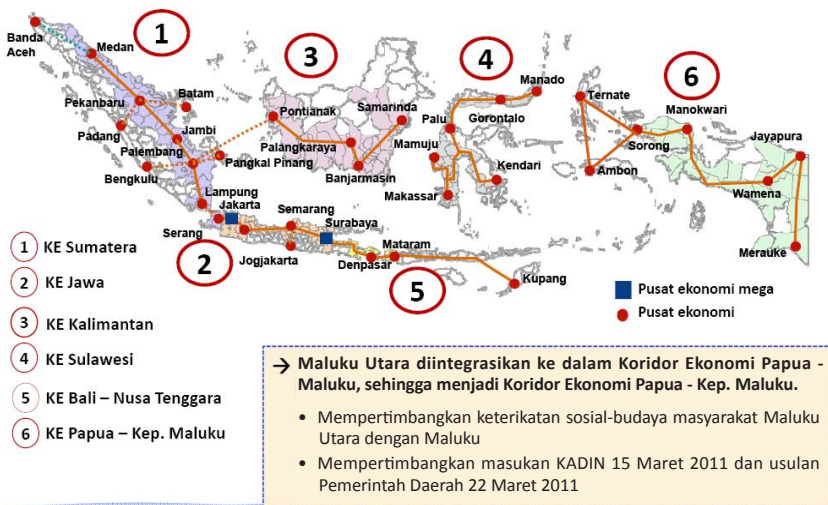 1
3
4
6
Banda
Aceh
Medan
Pekanbaru
Batam
Padang
Jambi
Palembang
Bengkulu
Pangkal Pinang
Lampung
Jakarta
Serang
Semarang
Surabaya
Jogjakarta
2
Pontianak
Samarinda
Palangkaraya
Banjarmasin
Manado
Palu
Gorontalo
Mamuju
Kendari
Makassar
Mataram
Denpasar
5
Kupang
Ternate
Manokwari
Sorong
Jayapura
Ambon
Wamena
Merauke
1 KE Sumatera
2 KE Jawa
3 KE Kalimantan
4 KE Sulawesi
5 KE Bali – Nusa Tenggara
6 KE Papua – Kep. Maluku
Pusat ekonomi mega
Pusat ekonomi
→ Maluku Utara diintegrasikan ke dalam Koridor Ekonomi Papua -
Maluku, sehingga menjadi Koridor Ekonomi Papua - Kep. Maluku.
• Mempertimbangkan keterikatan sosial-budaya masyarakat Maluku
Utara dengan Maluku
• Mempertimbangkan masukan KADIN 15 Maret 2011 dan usulan
Pemerintah Daerah 22 Maret 2011